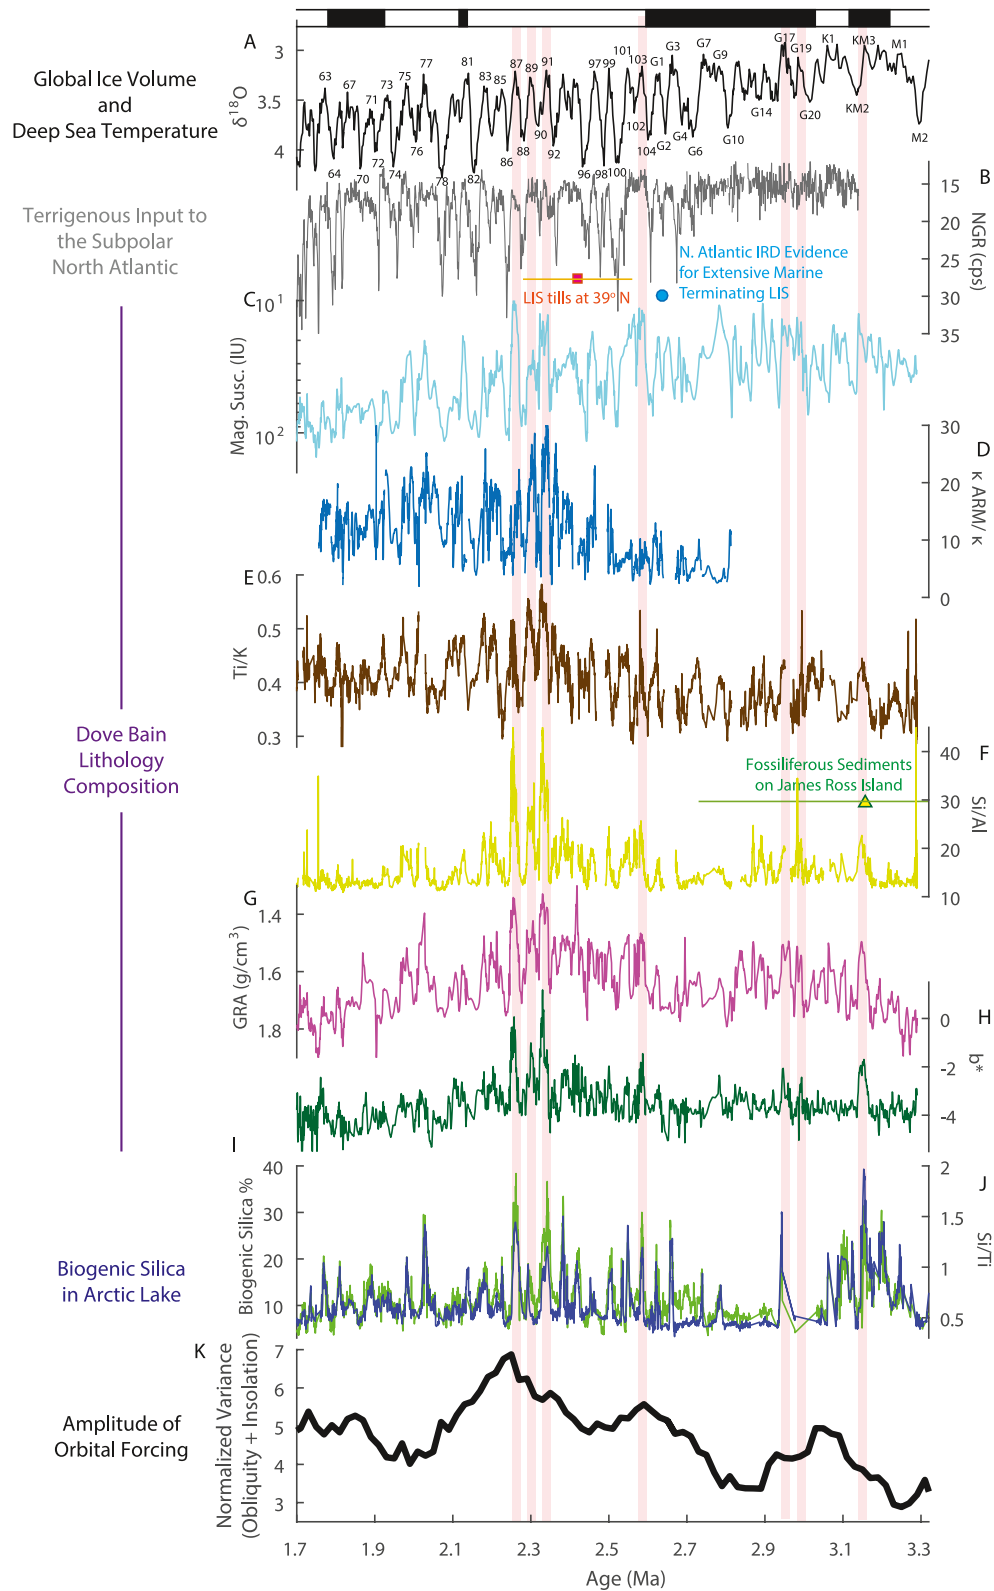 A
Global Ice Volume
and
Deep Sea Temperature
δ18O
3
3.5
4
63
67
71
73
75
77
81
83
85
87
89
91
97
99
101
103
G1
G3
G7
G9
G17
G19
K1
KM3
M1
64
70
72
74
76
78
82
86
88
90
92
96
98
100
102
104
G2
G4
G6
G10
G14
G20
KM2
M2
B
Terrigenous Input to
the Subpolar
North Atlantic
NGR (cps)
15
20
25
30
35
N. Atlantic IRD Evidence
for Extensive Marine
Terminating LIS
LIS tills at 39º N
C
Mag. Susc. (IU)
10¹
10²
D
κ ARM/ κ
30
20
10
0
E
Ti/K
0.6
0.5
0.4
0.3
Dove Bain
Lithology
Composition
F
Si/Al
40
30
20
10
Fossiliferous Sediments
on James Ross Island
G
GRA (g/cm³)
1.4
1.6
1.8
H
b*
0
-2
-4
I
Biogenic Silica %
40
30
20
10
J
Si/Ti
2
1.5
1
0.5
Biogenic Silica
in Arctic Lake
K
Normalized Variance
(Obliquity + Insolation)
7
6
5
4
3
Amplitude of
Orbital Forcing
1.7 1.9 2.1 2.3 2.5 2.7 2.9 3.1 3.3
Age (Ma)